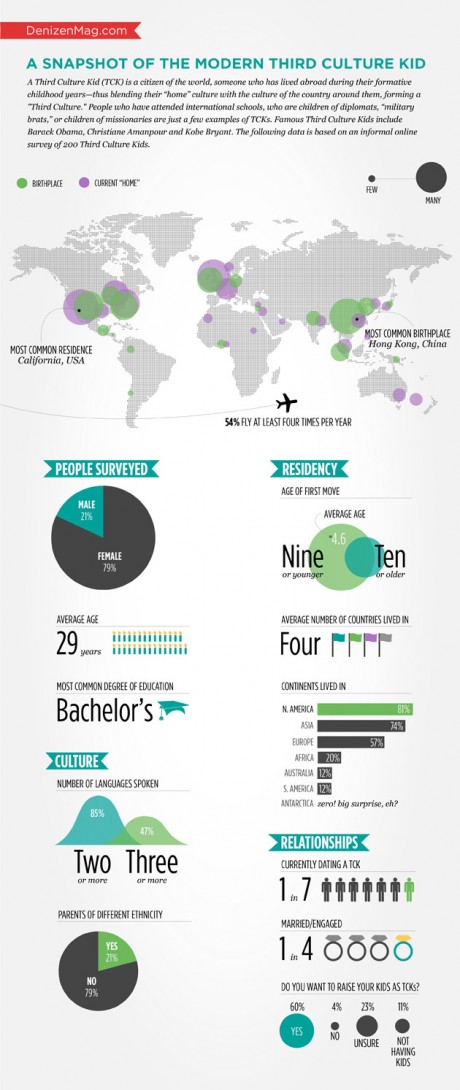 DenizenMag.com
A SNAPSHOT OF THE MODERN THIRD CULTURE KID
A Third Culture Kid (TCK) is a citizen of the world, someone who has lived abroad during their formative
childhood years—thus blending their "home" culture with the culture of the country around them, forming a
"Third Culture." People who have attended international schools, who are children of diplomats, "military
brats," or children of missionaries are just a few examples of TCKs. Famous Third Culture Kids include
Barack Obama, Christiane Amanpour and Kobe Bryant. The following data is based on an informal online
survey of 200 Third Culture Kids.
BIRTHPLACE
CURRENT "HOME"
FEW
MANY
MOST COMMON RESIDENCE
California, USA
MOST COMMON BIRTHPLACE
Hong Kong, China
54% FLY AT LEAST FOUR TIMES PER YEAR
PEOPLE SURVEYED
MALE
21%
FEMALE
79%
AVERAGE AGE
29 years
MOST COMMON DEGREE OF EDUCATION
Bachelor's
CULTURE
NUMBER OF LANGUAGES SPOKEN
85%
47%
Two
or more
Three
or more
PARENTS OF DIFFERENT ETHNICITY
YES
21%
NO
79%
RESIDENCY
AGE OF FIRST MOVE
AVERAGE AGE
4.6
Nine
or younger
Ten
or older
AVERAGE NUMBER OF COUNTRIES LIVED IN
Four
CONTINENTS LIVED IN
N. AMERICA 81%
ASIA 74%
EUROPE 57%
AFRICA 20%
AUSTRALIA 12%
S. AMERICA 12%
ANTARCTICA zero! big surprise, eh?
RELATIONSHIPS
CURRENTLY DATING A TCK
1 in 7
MARRIED/ENGAGED
1 in 4
DO YOU WANT TO RAISE YOUR KIDS AS TCKs?
60%
YES
4%
NO
23%
UNSURE
11%
NOT
HAVING
KIDS